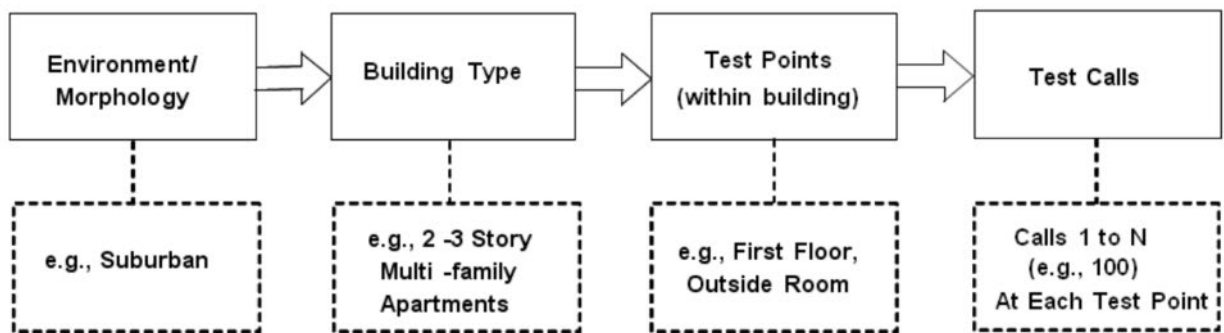 Environment/
Morphology
Building Type
Test Points
(within building)
Test Calls
e.g., Suburban
e.g., 2 -3 Story
Multi -family
Apartments
e.g., First Floor,
Outside Room
Calls 1 to N
(e.g., 100)
At Each Test Point